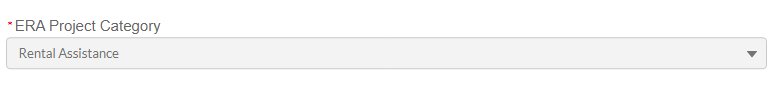 * ERA Project Category
Rental Assistance